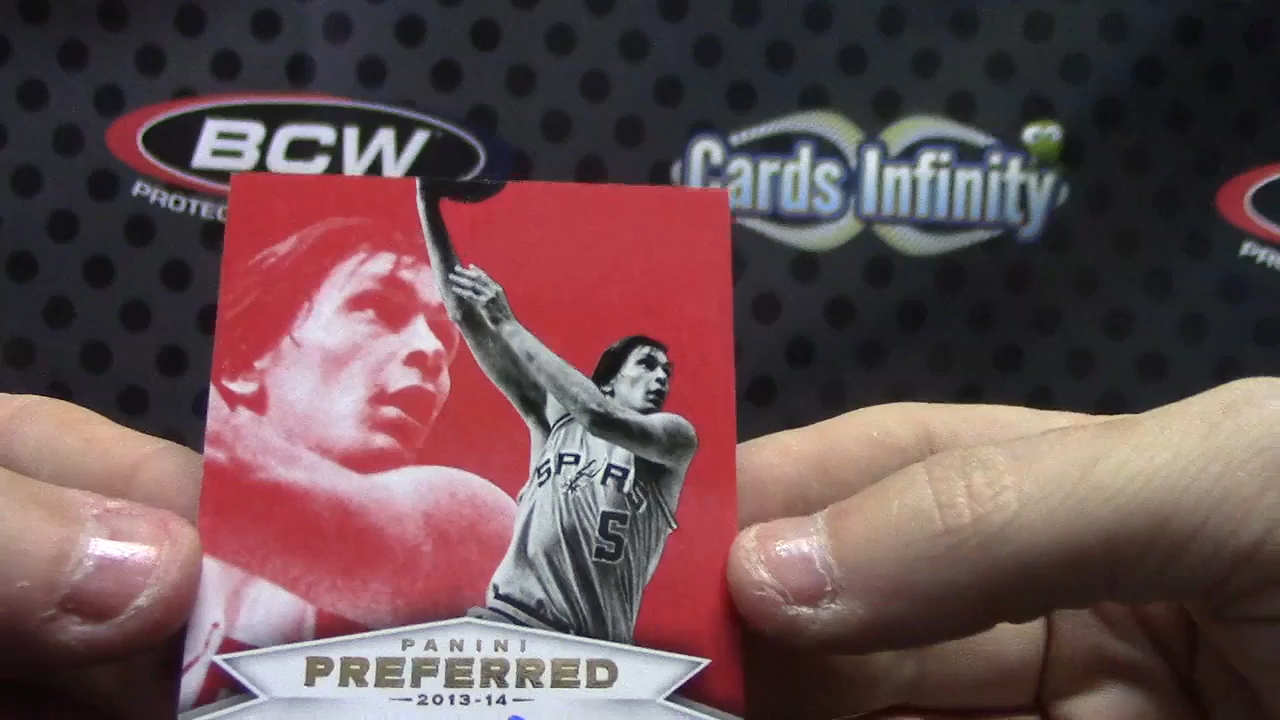 BCW
PROTEC
Cards Infinity
SPURS
5
PANINI
PREFERRED
2013-14